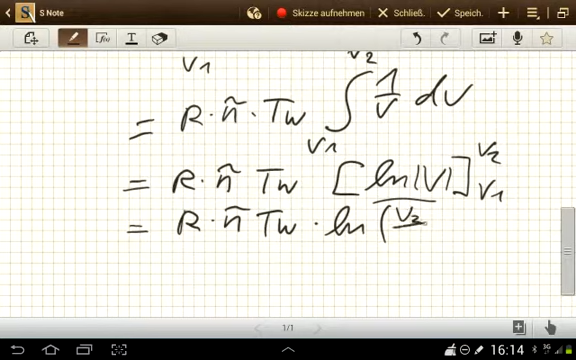 S Note
Skizze aufnehmen
Schließ.
Speich.
V1 V2
= R · ñ · Tw ∫ 1/V dV
V1
= R · ñ Tw [ln|V|] V2 V1
= R · ñ Tw · ln (V2
1/1
3G 16:14